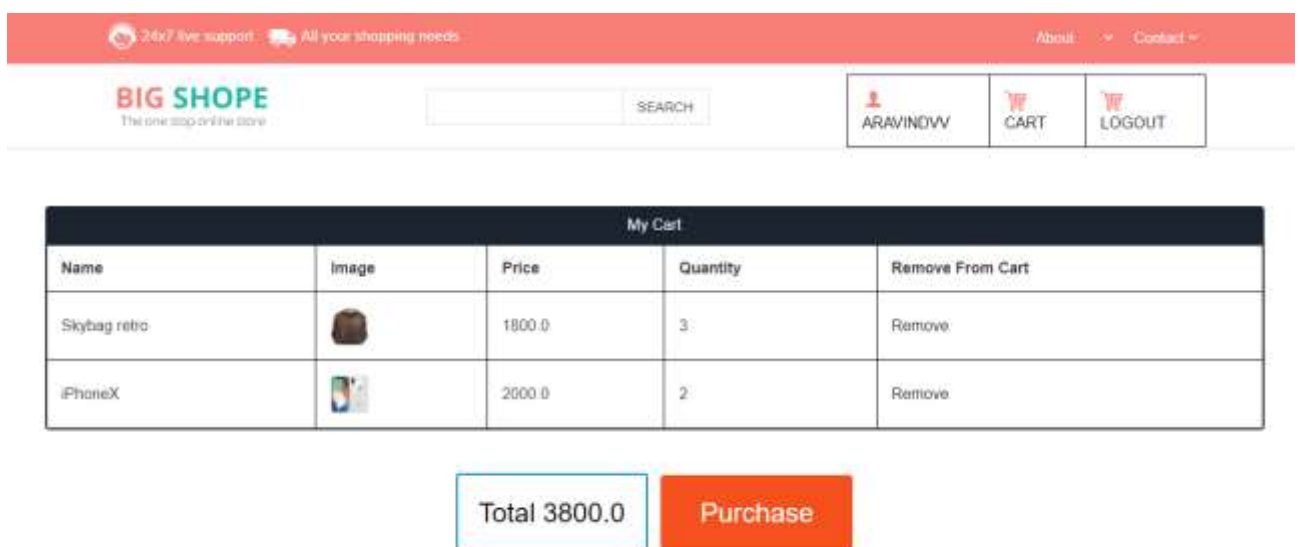 24x7 live support All your shopping needs About Contact
BIG SHOPE
The one stop online store
SEARCH
ARAVINDVV CART LOGOUT
My Cart
Name Image Price Quantity Remove From Cart
Skybag retro 1800.0 3 Remove
iPhoneX 2000.0 2 Remove
Total 3800.0 Purchase